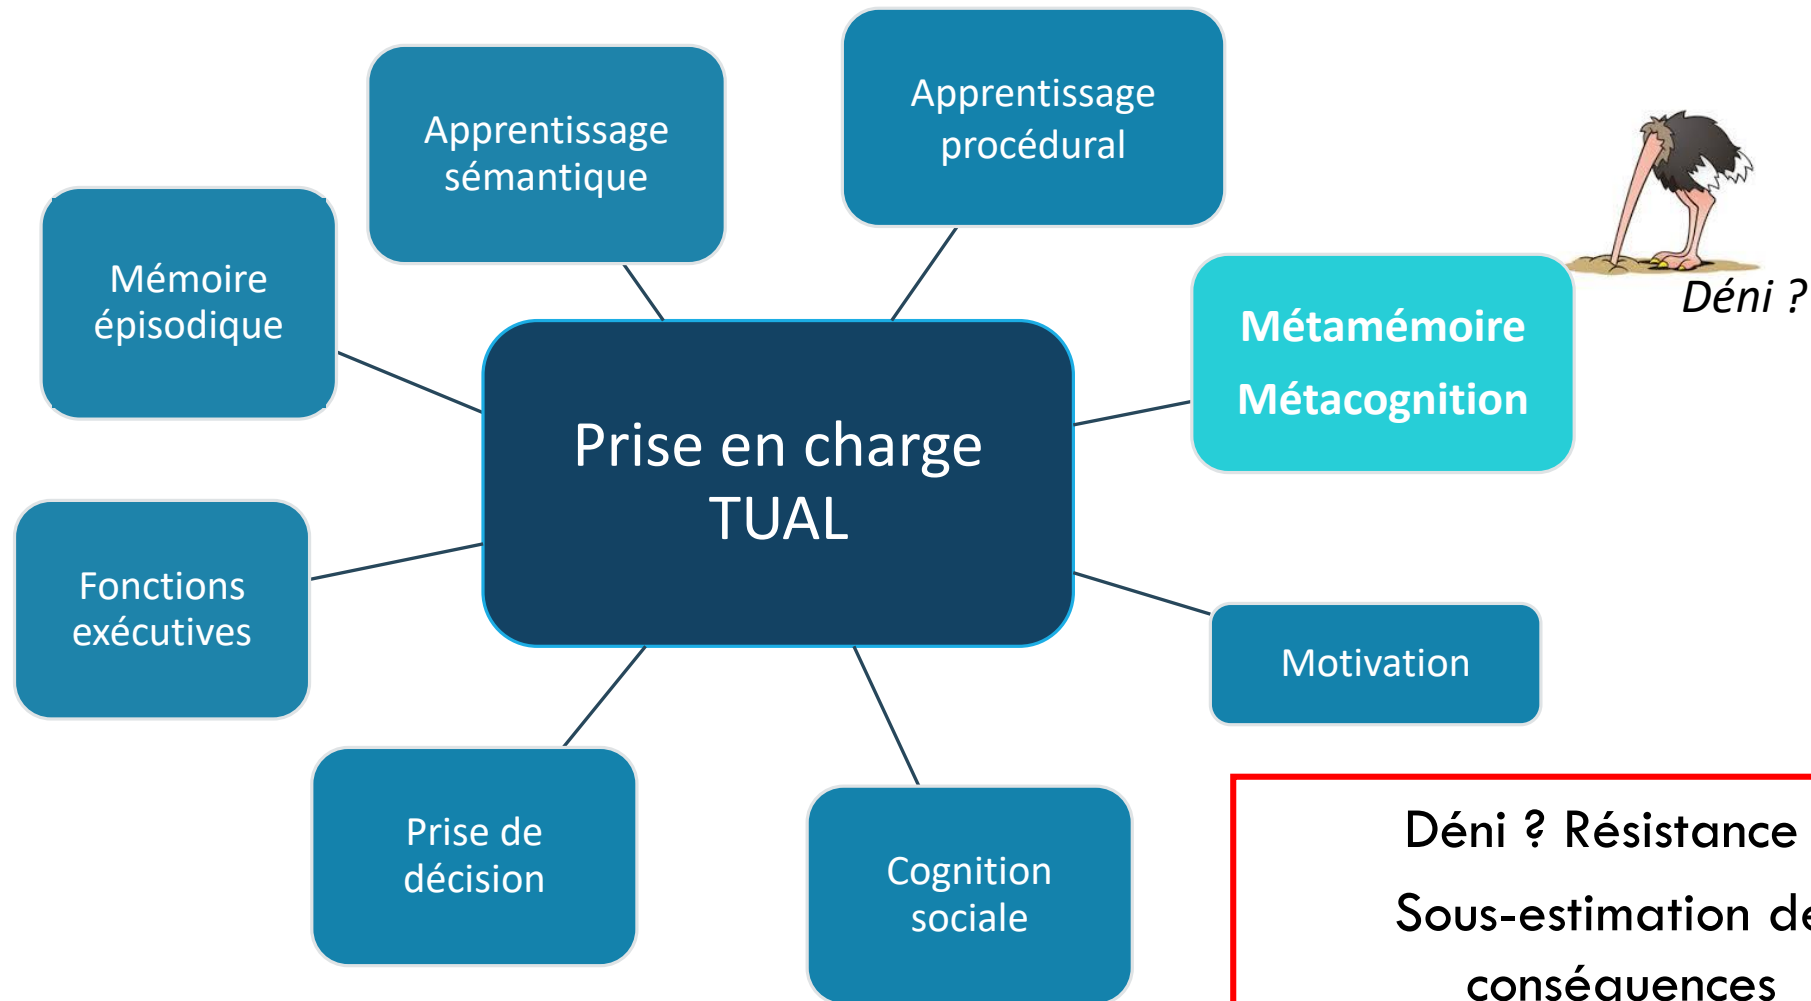 Apprentissage
sémantique
Apprentissage
procédural
Mémoire
épisodique
Déni ?
Métamémoire
Métacognition
Prise en charge
TUAL
Fonctions
exécutives
Motivation
Prise de
décision
Cognition
sociale
Déni ? Résistance
Sous-estimation de
conséquences